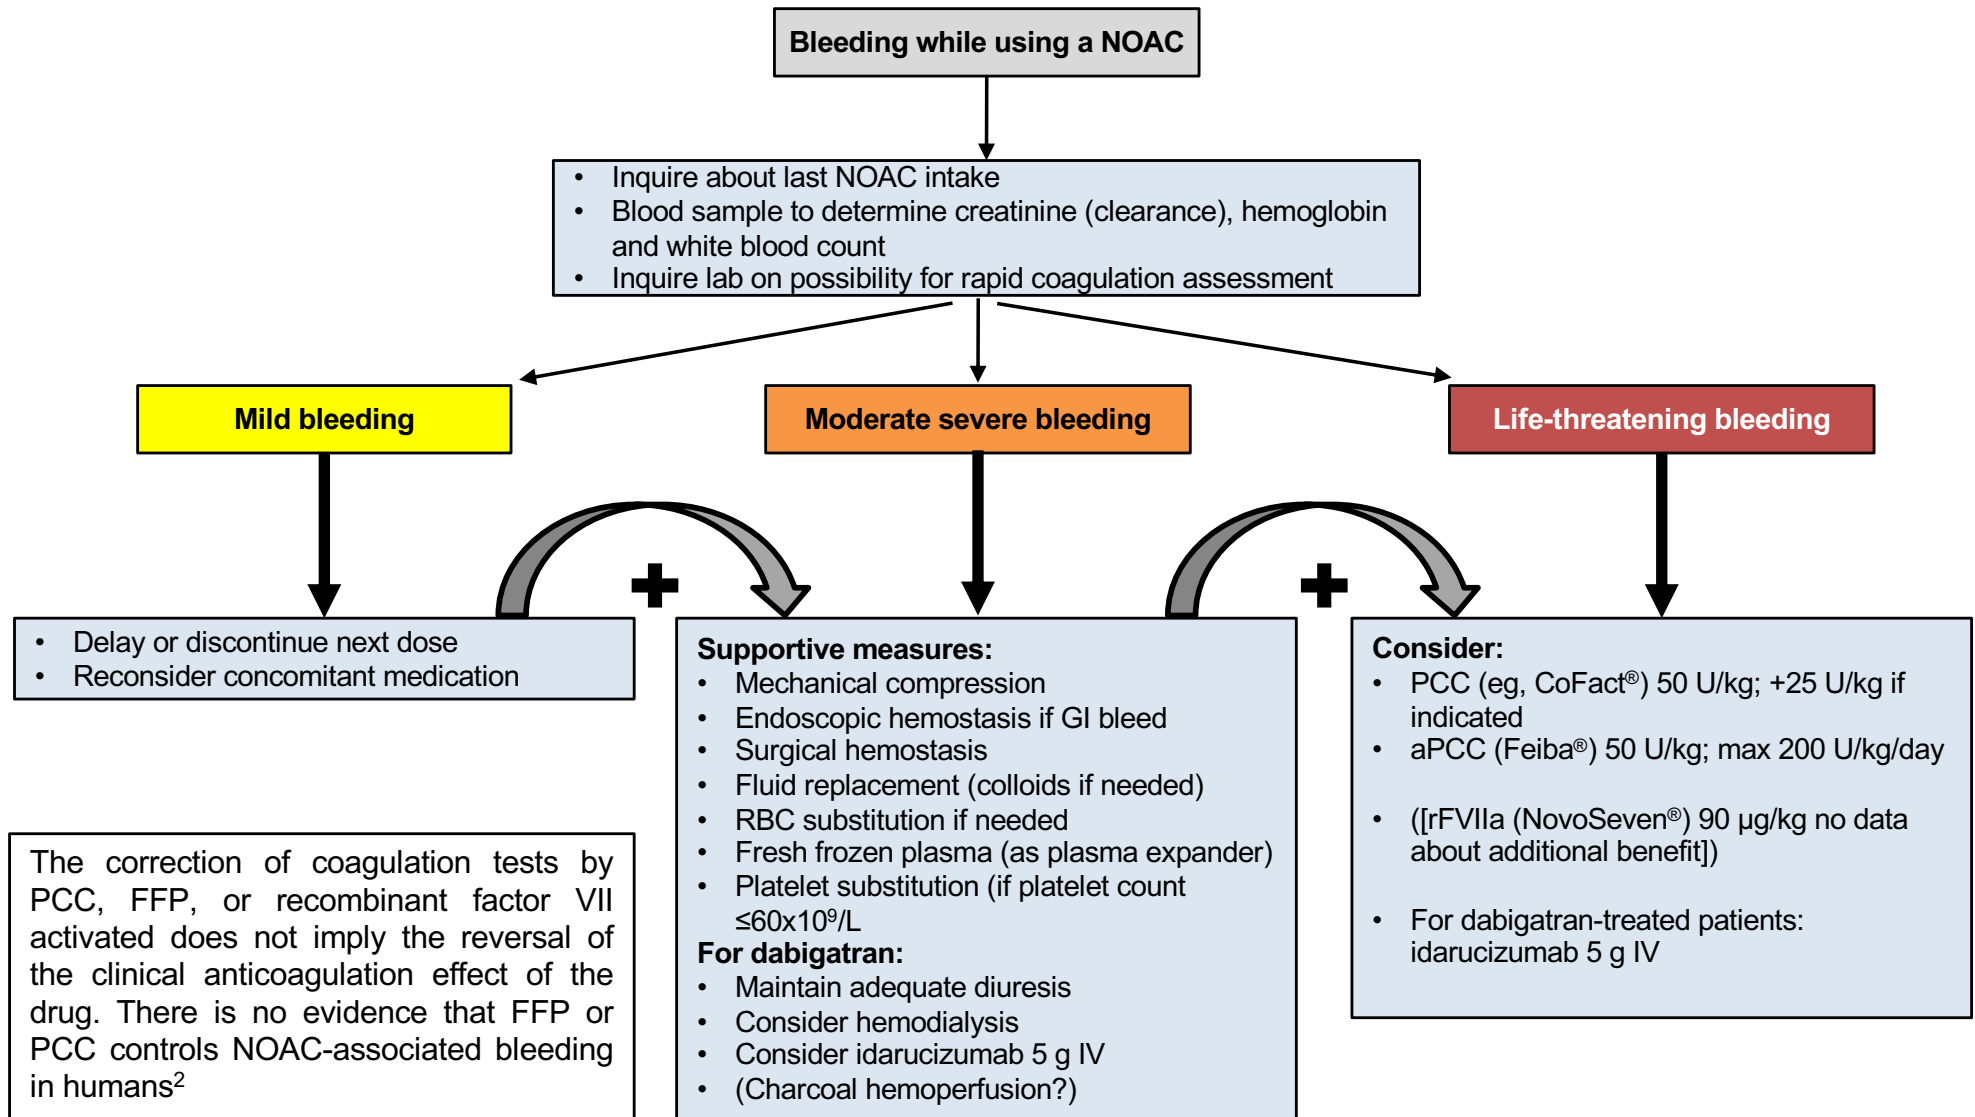 Bleeding while using a NOAC
• Inquire about last NOAC intake
• Blood sample to determine creatinine (clearance), hemoglobin
and white blood count
• Inquire lab on possibility for rapid coagulation assessment
Mild bleeding
Moderate severe bleeding
Life-threatening bleeding
• Delay or discontinue next dose
• Reconsider concomitant medication
Supportive measures:
• Mechanical compression
• Endoscopic hemostasis if GI bleed
• Surgical hemostasis
• Fluid replacement (colloids if needed)
• RBC substitution if needed
• Fresh frozen plasma (as plasma expander)
• Platelet substitution (if platelet count
≤60x10⁹/L
For dabigatran:
• Maintain adequate diuresis
• Consider hemodialysis
• Consider idarucizumab 5 g IV
• (Charcoal hemoperfusion?)
Consider:
• PCC (eg, CoFact®) 50 U/kg; +25 U/kg if
indicated
• aPCC (Feiba®) 50 U/kg; max 200 U/kg/day
• ([rFVIIa (NovoSeven®) 90 µg/kg no data
about additional benefit])
• For dabigatran-treated patients:
idarucizumab 5 g IV
The correction of coagulation tests by
PCC, FFP, or recombinant factor VII
activated does not imply the reversal of
the clinical anticoagulation effect of the
drug. There is no evidence that FFP or
PCC controls NOAC-associated bleeding
in humans²